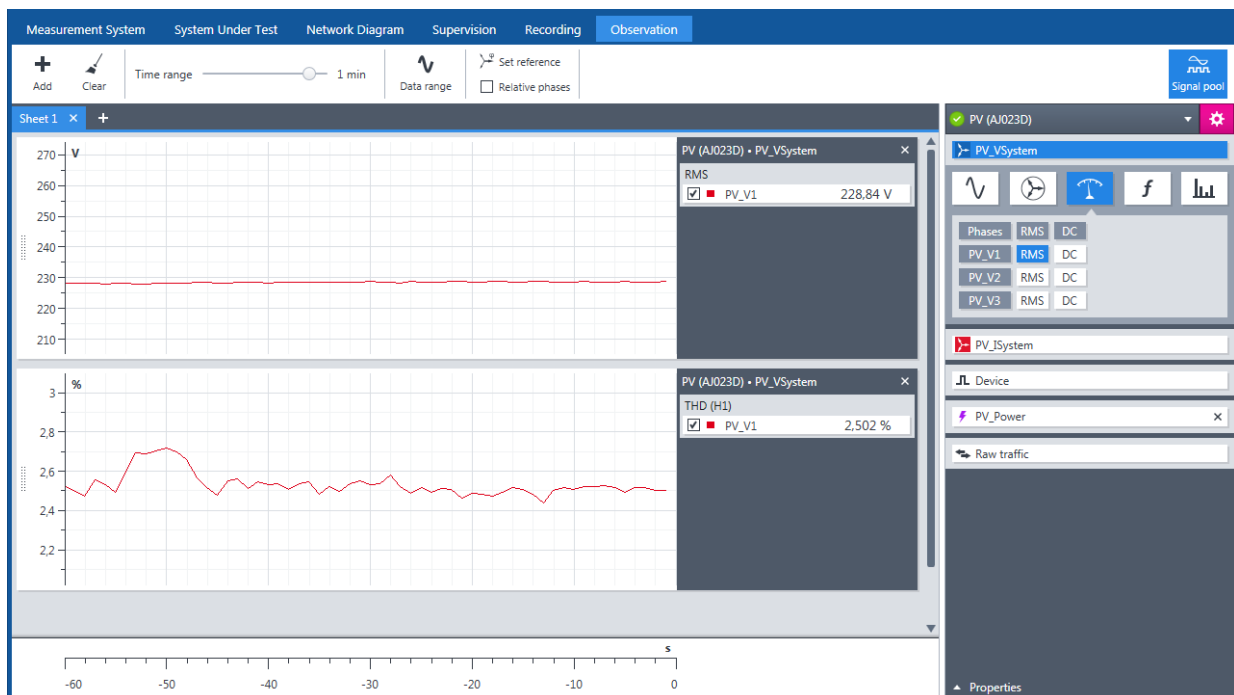 Measurement System System Under Test Network Diagram Supervision Recording Observation
Add Clear Time range 1 min Data range Set reference Relative phases Signal pool
Sheet 1 × +
270 V
260
250
240
230
220
210
PV (AJ023D) • PV_VSystem ×
RMS
PV_V1 228,84 V
3 %
2,8
2,6
2,4
2,2
PV (AJ023D) • PV_VSystem ×
THD (H1)
PV_V1 2,502 %
s
-60 -50 -40 -30 -20 -10 0
PV (AJ023D)
PV_VSystem
f
Phases RMS DC
PV_V1 RMS DC
PV_V2 RMS DC
PV_V3 RMS DC
PV_ISystem
Device
PV_Power ×
Raw traffic
Properties